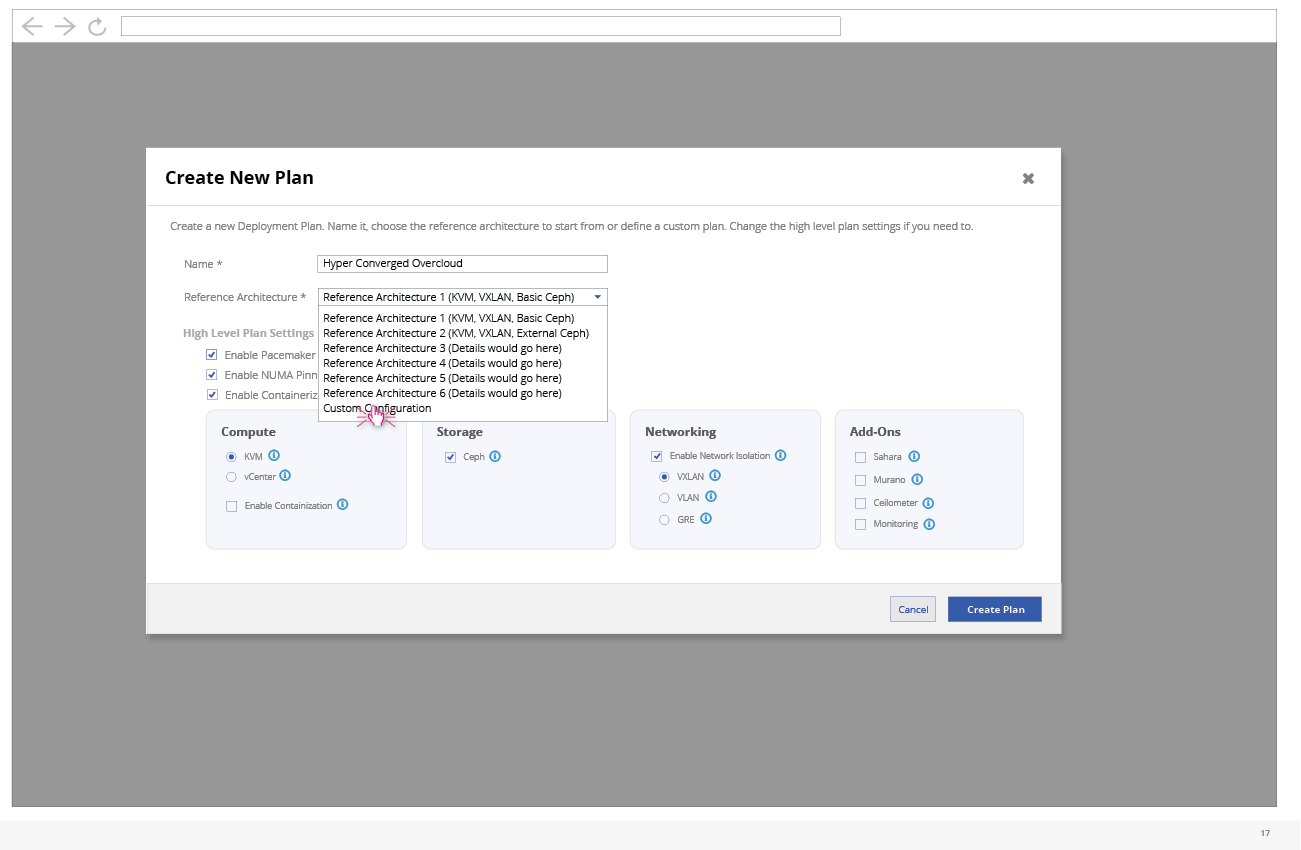 Create New Plan
Create a new Deployment Plan. Name it, choose the reference architecture to start from or define a custom plan. Change the high level plan settings if you need to.
Name *
Hyper Converged Overcloud
Reference Architecture *
Reference Architecture 1 (KVM, VXLAN, Basic Ceph)
Reference Architecture 1 (KVM, VXLAN, Basic Ceph)
Reference Architecture 2 (KVM, VXLAN, External Ceph)
Reference Architecture 3 (Details would go here)
Reference Architecture 4 (Details would go here)
Reference Architecture 5 (Details would go here)
Reference Architecture 6 (Details would go here)
Custom Configuration
High Level Plan Settings
Enable Pacemaker
Enable NUMA Pinn
Enable Containeriz
Compute
KVM
vCenter
Enable Containization
Storage
Ceph
Networking
Enable Network Isolation
VXLAN
VLAN
GRE
Add-Ons
Sahara
Murano
Ceilometer
Monitoring
Cancel
Create Plan
17